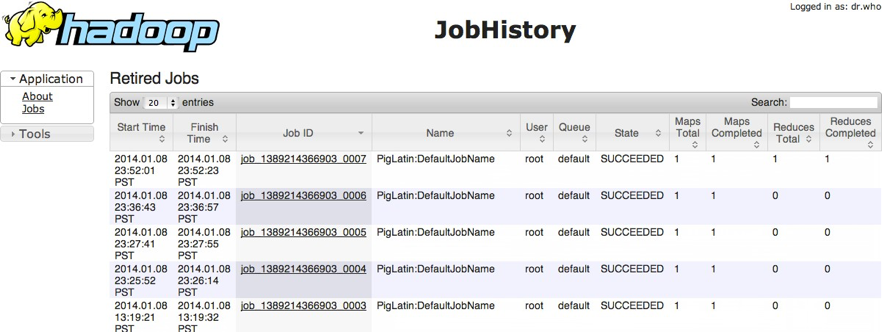 Logged in as: dr.who
hadoop
JobHistory
Application
About
Jobs
Tools
Retired Jobs
Show 20 entries Search:
Start Time Finish Time Job ID Name User Queue State Maps Total Maps Completed Reduces Total Reduces Completed
2014.01.08 2014.01.08 job_1389214366903_0007 PigLatin:DefaultJobName root default SUCCEEDED 1 1 1 1
23:52:01 23:52:23
PST PST
2014.01.08 2014.01.08 job_1389214366903_0006 PigLatin:DefaultJobName root default SUCCEEDED 1 1 0 0
23:36:43 23:36:57
PST PST
2014.01.08 2014.01.08 job_1389214366903_0005 PigLatin:DefaultJobName root default SUCCEEDED 1 1 0 0
23:27:41 23:27:55
PST PST
2014.01.08 2014.01.08 job_1389214366903_0004 PigLatin:DefaultJobName root default SUCCEEDED 1 1 0 0
23:25:52 23:26:14
PST PST
2014.01.08 2014.01.08 job_1389214366903_0003 PigLatin:DefaultJobName root default SUCCEEDED 1 1 0 0
13:19:21 13:19:32
PST PST